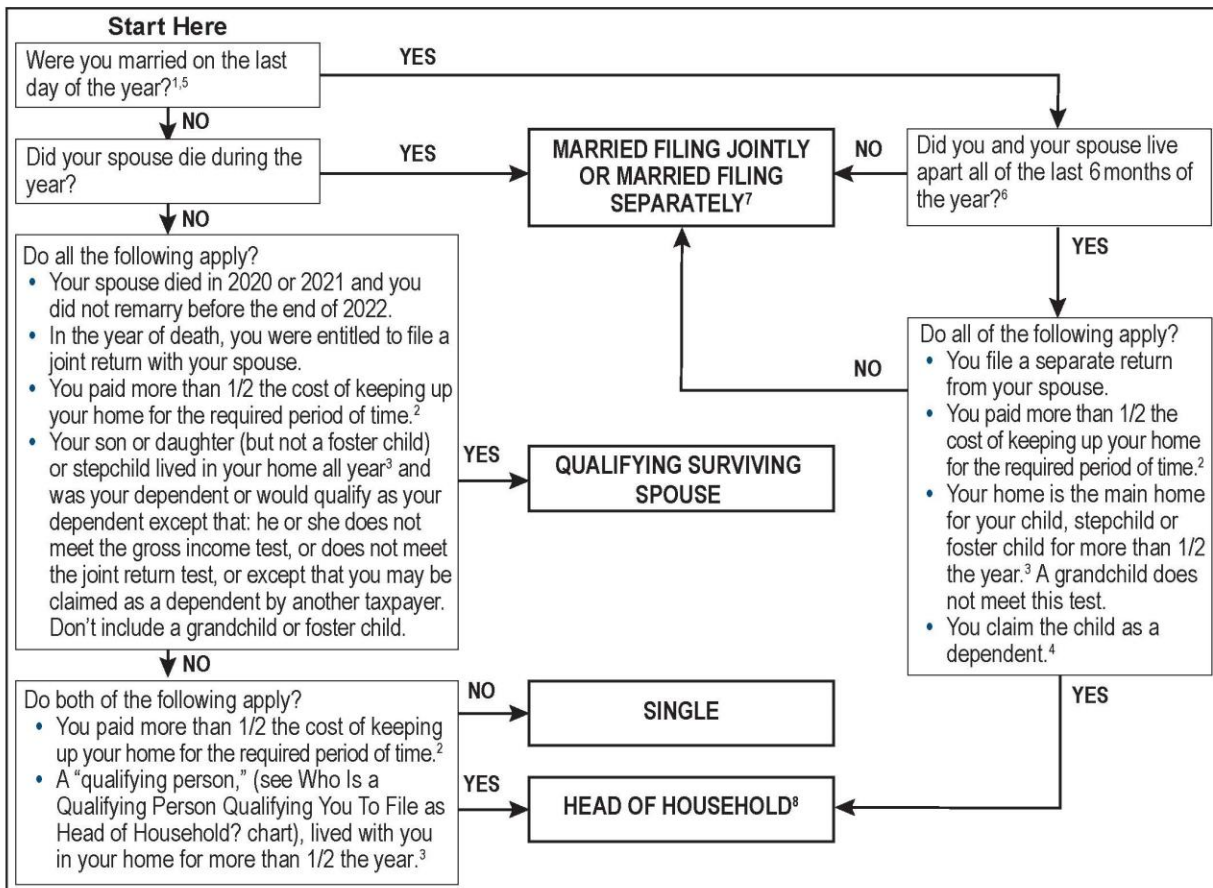 Start Here
Were you married on the last
day of the year?1,5
YES
NO
Did your spouse die during the
year?
YES
MARRIED FILING JOINTLY
OR MARRIED FILING
SEPARATELY7
NO
Did you and your spouse live
apart all of the last 6 months of
the year?6
NO
YES
Do all the following apply?
• Your spouse died in 2020 or 2021 and you
did not remarry before the end of 2022.
• In the year of death, you were entitled to file a
joint return with your spouse.
• You paid more than 1/2 the cost of keeping up
your home for the required period of time.2
• Your son or daughter (but not a foster child)
or stepchild lived in your home all year3 and
was your dependent or would qualify as your
dependent except that: he or she does not
meet the gross income test, or does not meet
the joint return test, or except that you may be
claimed as a dependent by another taxpayer.
Don’t include a grandchild or foster child.
YES
QUALIFYING SURVIVING
SPOUSE
NO
Do all of the following apply?
• You file a separate return
from your spouse.
• You paid more than 1/2 the
cost of keeping up your home
for the required period of time.2
• Your home is the main home
for your child, stepchild or
foster child for more than 1/2
the year.3 A grandchild does
not meet this test.
• You claim the child as a
dependent.4
YES
NO
Do both of the following apply?
• You paid more than 1/2 the cost of keeping
up your home for the required period of time.2
• A “qualifying person,” (see Who Is a
Qualifying Person Qualifying You To File as
Head of Household? chart), lived with you
in your home for more than 1/2 the year.3
NO
SINGLE
YES
HEAD OF HOUSEHOLD8